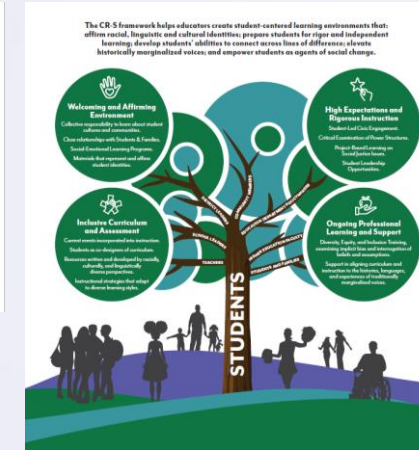 The CR-S framework helps educators create student-centered learning environments that:
affirm racial, linguistic and cultural identities; prepare students for rigor and independent
learning; develop students' abilities to connect across lines of difference; elevate
historically marginalized voices; and empower students as agents of social change.
Welcoming and Affirming
Environment
Collective responsibility to learn about student
cultures and communities.
Close relationships with Students & Families.
Social-Emotional Learning Programs.
Materials that represent and affirm
student identities.
High Expectations and
Rigorous Instruction
Student-Led Civic Engagement.
Critical Examination of Power Structures.
Project-Based Learning on
Social Justice Issues.
Student Leadership
Opportunities.
Inclusive Curriculum
and Assessment
Current events incorporated into instruction.
Students as co-designers of curriculum.
Resources written and developed by racially,
culturally, and linguistically
diverse perspectives.
Instructional strategies that adapt
to diverse learning styles.
Ongoing Professional
Learning and Support
Diversity, Equity, and Inclusion Training,
examining implicit bias and interrogation of
beliefs and assumptions.
Support in aligning curriculum and
instruction to the histories, languages,
and experiences of traditionally
marginalized voices.
SCHOOL LEADERS
TEACHERS
HIGHER EDUCATION FACULTY
STUDENTS AND FAMILIES
STUDENTS